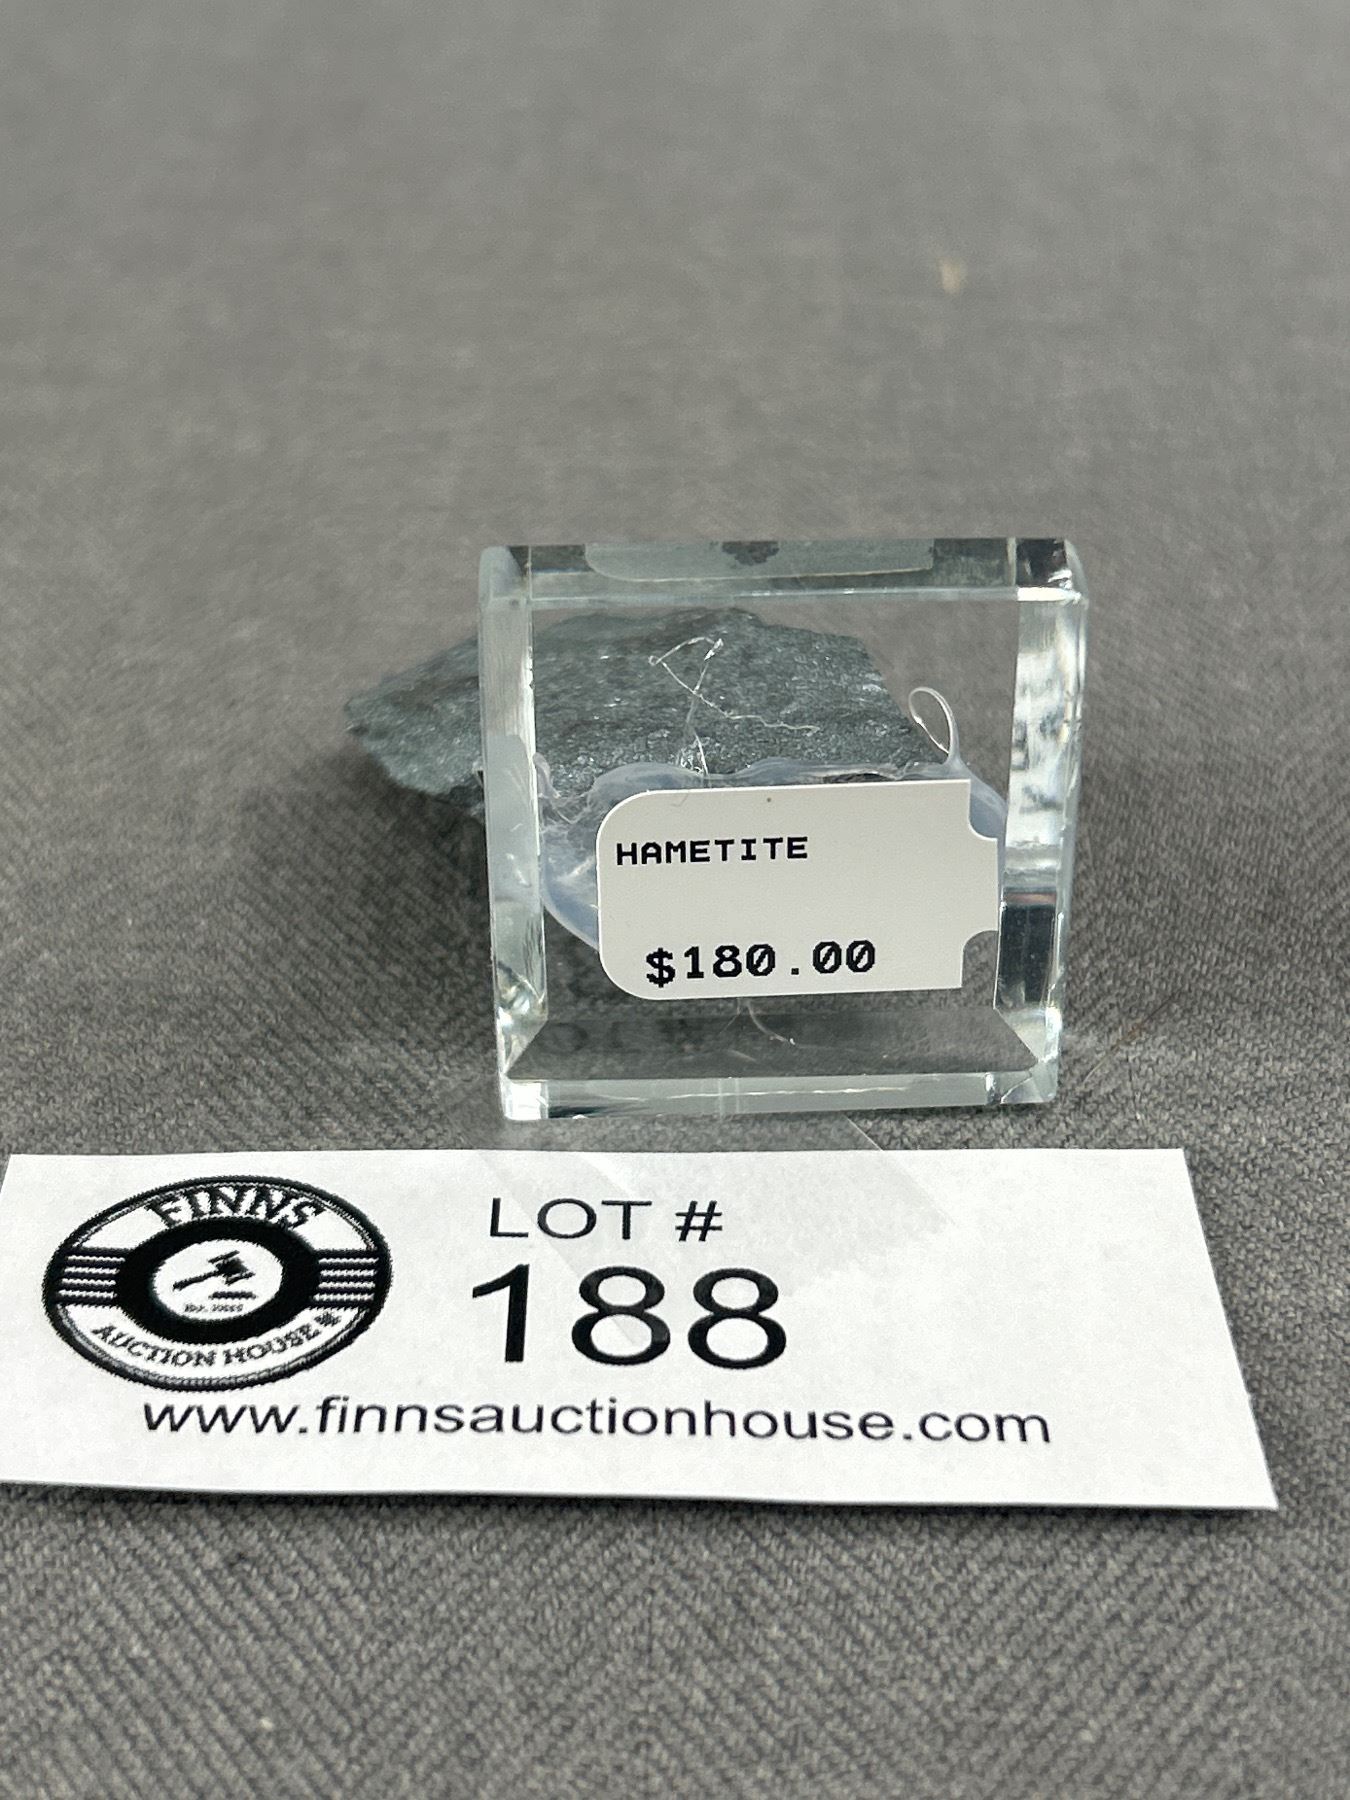 HAMETITE
$180.00
FINNS
AUCTION HOUSE
LOT #
188
www.finnsauctionhouse.com